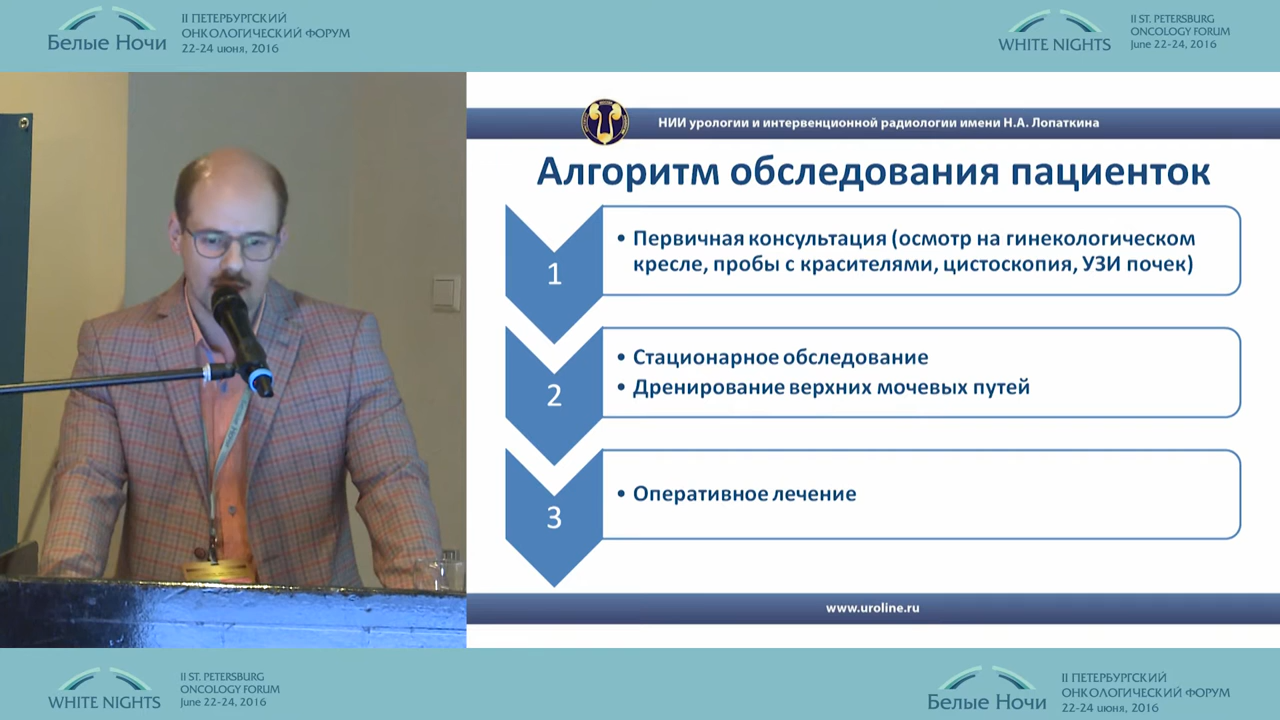 Белые Ночи
II ПЕТЕРБУРГСКИЙ
ОНКОЛОГИЧЕСКИЙ ФОРУМ
22-24 июня, 2016
WHITE NIGHTS
II ST. PETERSBURG
ONCOLOGY FORUM
June 22-24, 2016
НИИ урологии и интервенционной радиологии имени Н.А. Лопаткина
Алгоритм обследования пациенток
1
• Первичная консультация (осмотр на гинекологическом
кресле, пробы с красителями, цистоскопия, УЗИ почек)
2
• Стационарное обследование
• Дренирование верхних мочевых путей
3
• Оперативное лечение
www.uroline.ru
WHITE NIGHTS
II ST. PETERSBURG
ONCOLOGY FORUM
June 22-24, 2016
Белые Ночи
II ПЕТЕРБУРГСКИЙ
ОНКОЛОГИЧЕСКИЙ ФОРУМ
22-24 июня, 2016